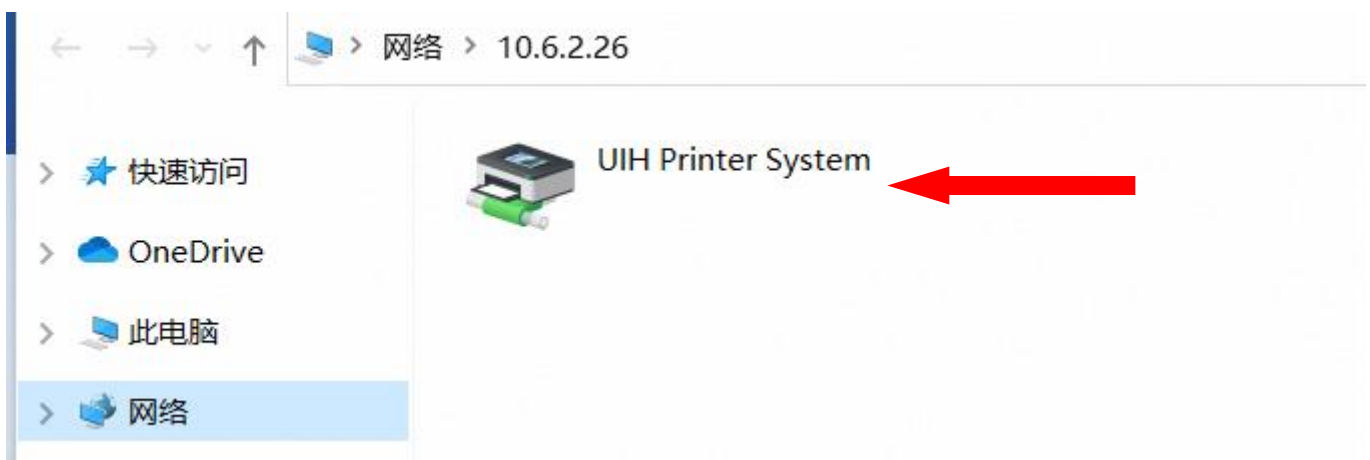 网络 > 10.6.2.26
快速访问
UIH Printer System
OneDrive
此电脑
网络